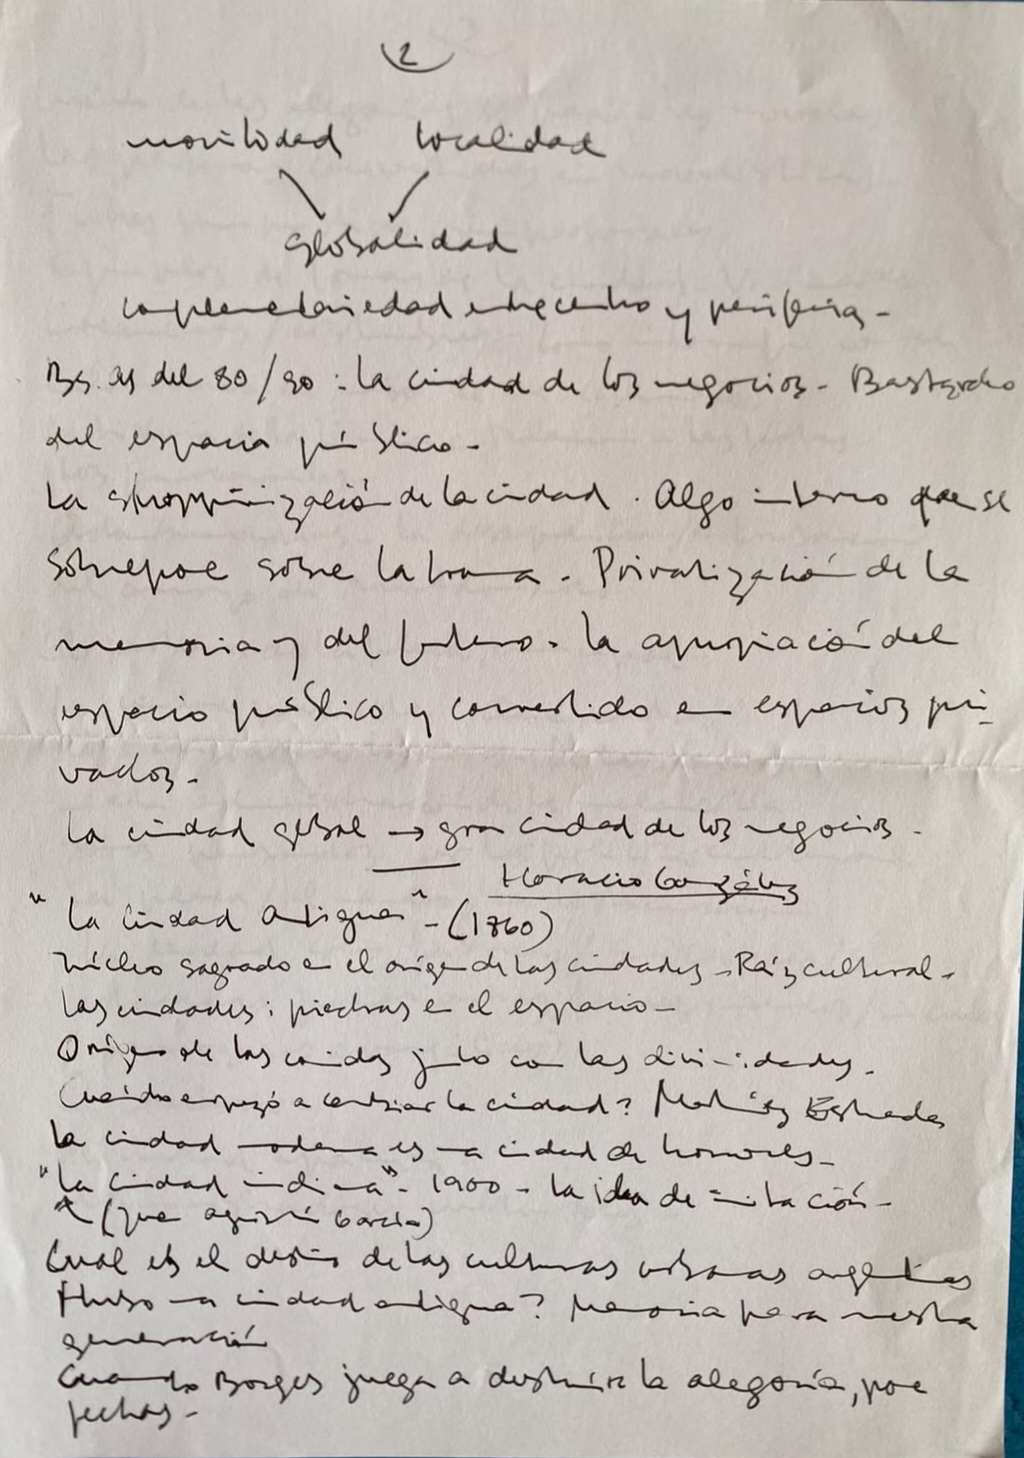 2
movilidad localidad
globalidad
complementariedad entre centro y periferia -
Bs. As del 80/90: la ciudad de los negocios - Bastardeo
del espacio público -
La shoppinización de la ciudad. Algo interno que se
sobrepone sobre la trama. Privatización de la
memoria y del futuro. La apropiación del
espacio público y convertido en espacios pri-
vados -
La ciudad global → gran ciudad de los negocios -
Horacio González
"La ciudad antigua" - (1860)
Núcleo sagrado en el origen de las ciudades - Raíz cultural -
Las ciudades: piedras en el espacio -
Origen de las junto con las divinidades -
Cuándo empezó a cambiar la ciudad? Martínez Estrada
La ciudad moderna es una ciudad de
"La ciudad indiana" - 1900 - La idea de imitación -
(Juan Agustín García)
Cual es el destino de las culturas urbanas argentinas
Hubo una ciudad antigua? Memoria para nuestra
generación
Cuando Borges juega a destruir la alegoría, pone
fechas -